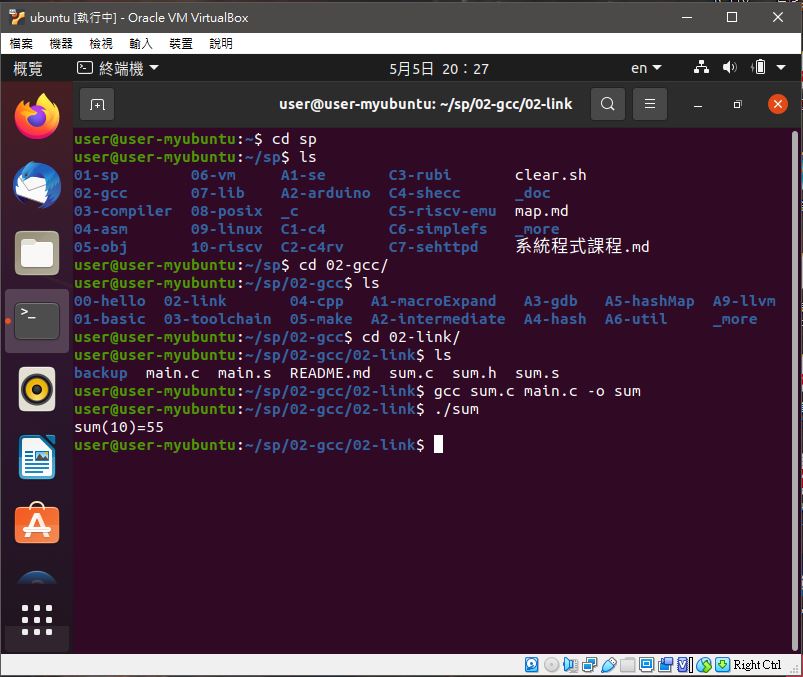 ubuntu [執行中] - Oracle VM VirtualBox
檔案 機器 檢視 輸入 裝置 說明
概覽 終端機 5月5日 20：27 en
user@user-myubuntu: ~/sp/02-gcc/02-link
user@user-myubuntu:~$ cd sp
user@user-myubuntu:~/sp$ ls
01-sp 06-vm A1-se C3-rubi clear.sh
02-gcc 07-lib A2-arduino C4-shecc _doc
03-compiler 08-posix _c C5-riscv-emu map.md
04-asm 09-linux C1-c4 C6-simplefs _more
05-obj 10-riscv C2-c4rv C7-sehttpd 系統程式課程.md
user@user-myubuntu:~/sp$ cd 02-gcc/
user@user-myubuntu:~/sp/02-gcc$ ls
00-hello 02-link 04-cpp A1-macroExpand A3-gdb A5-hashMap A9-llvm
01-basic 03-toolchain 05-make A2-intermediate A4-hash A6-util _more
user@user-myubuntu:~/sp/02-gcc$ cd 02-link/
user@user-myubuntu:~/sp/02-gcc/02-link$ ls
backup main.c main.s README.md sum.c sum.h sum.s
user@user-myubuntu:~/sp/02-gcc/02-link$ gcc sum.c main.c -o sum
user@user-myubuntu:~/sp/02-gcc/02-link$ ./sum
sum(10)=55
user@user-myubuntu:~/sp/02-gcc/02-link$
Right Ctrl